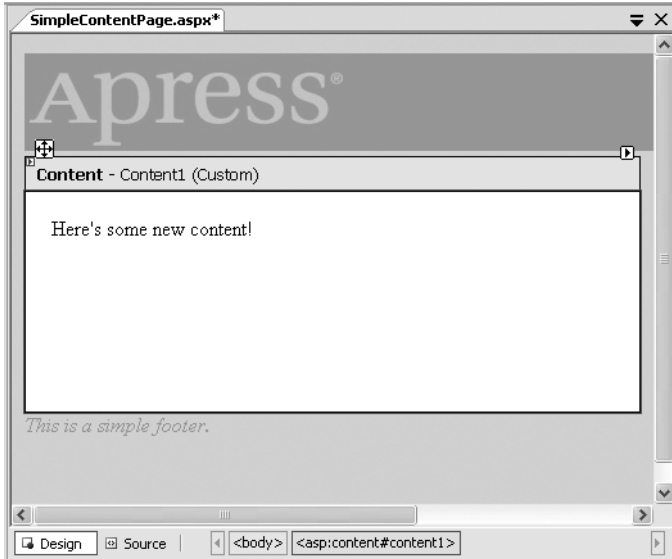 SimpleContentPage.aspx*
Apress®
Content - Content1 (Custom)
Here's some new content!
This is a simple footer.
Design Source <body> <asp:content#content1>